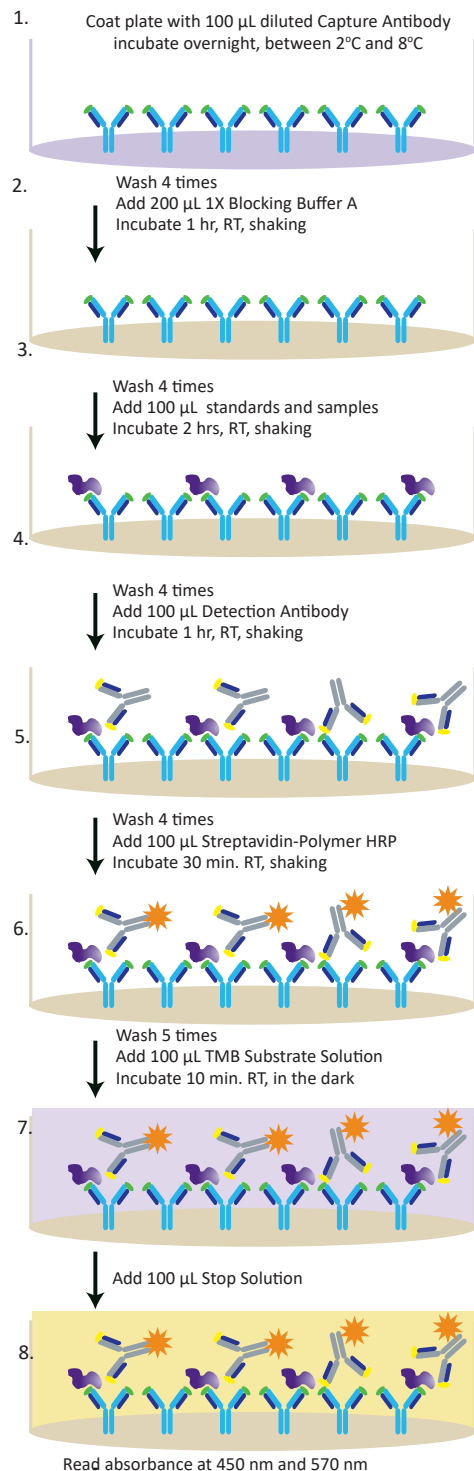 1.
Coat plate with 100 µL diluted Capture Antibody
incubate overnight, between 2°C and 8°C
2.
Wash 4 times
Add 200 µL 1X Blocking Buffer A
Incubate 1 hr, RT, shaking
3.
Wash 4 times
Add 100 µL standards and samples
Incubate 2 hrs, RT, shaking
4.
Wash 4 times
Add 100 µL Detection Antibody
Incubate 1 hr, RT, shaking
5.
Wash 4 times
Add 100 µL Streptavidin-Polymer HRP
Incubate 30 min. RT, shaking
6.
Wash 5 times
Add 100 µL TMB Substrate Solution
Incubate 10 min. RT, in the dark
7.
Add 100 µL Stop Solution
8.
Read absorbance at 450 nm and 570 nm